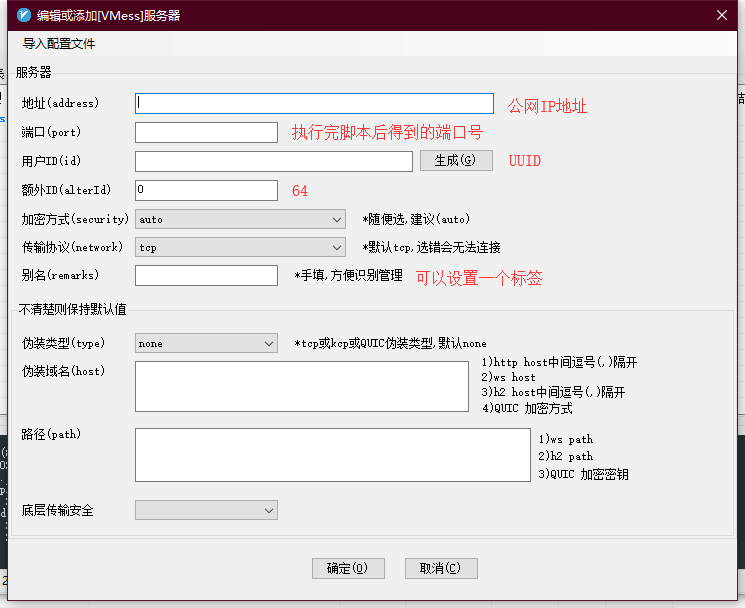 编辑或添加[VMess]服务器
导入配置文件
服务器
地址(address) 公网IP地址
端口(port) 执行完脚本后得到的端口号
用户ID(id) 生成(G) UUID
额外ID(alterId) 0 64
加密方式(security) auto *随便选,建议(auto)
传输协议(network) tcp *默认tcp,选错会无法连接
别名(remarks) *手填,方便识别管理 可以设置一个标签
不清楚则保持默认值
伪装类型(type) none *tcp或kcp或QUIC伪装类型,默认none
伪装域名(host)
1)http host中间逗号(,)隔开
2)ws host
3)h2 host中间逗号(,)隔开
4)QUIC 加密方式
路径(path)
1)ws path
2)h2 path
3)QUIC 加密密钥
底层传输安全
确定(O) 取消(C)